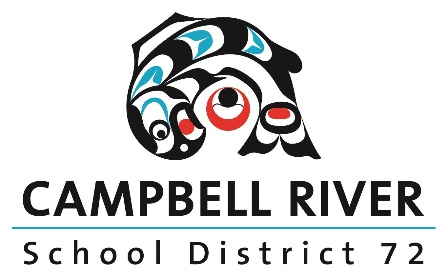 CAMPBELL RIVER
School District 72